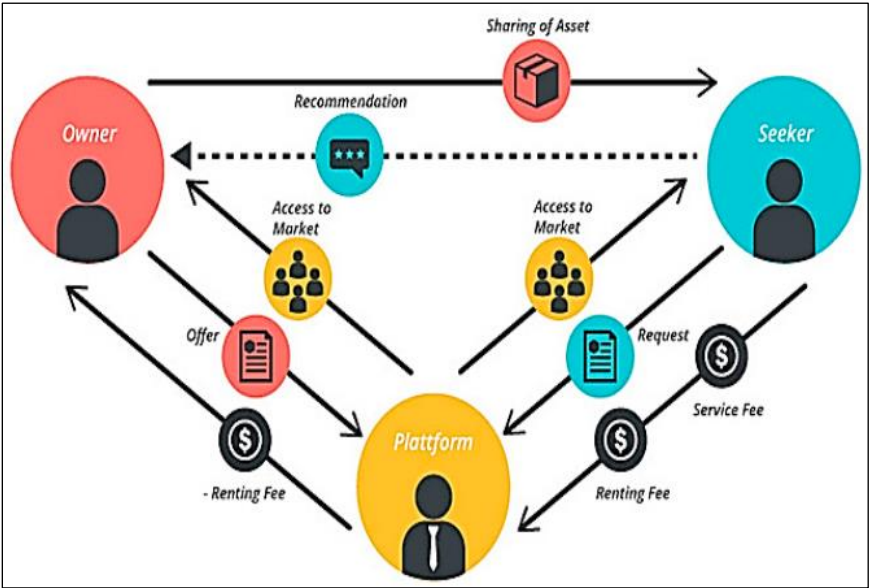 Sharing of Asset
Recommendation
Owner
Seeker
Access to
Market
Access to
Market
Offer
Request
Service Fee
Plattform
- Renting Fee
Renting Fee